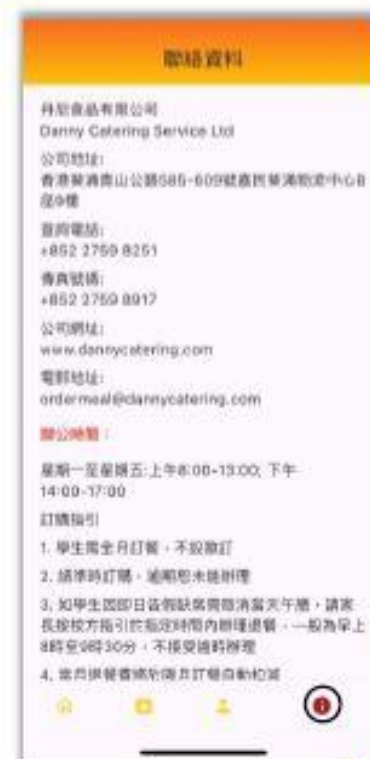 聯絡資料
丹尼食品有限公司
Danny Catering Service Ltd
公司地址:
香港葵涌青山公路585-609號嘉民葵涌物流中心B
座9樓
查詢電話:
+852 2759 8251
傳真號碼:
+852 2759 8917
公司網址:
www.dannycatering.com
電郵地址:
ordermeal@dannycatering.com
辦公時間：
星期一至星期五:上午8:00-13:00; 下午
14:00-17:00
訂購指引
1. 學生需全月訂餐，不設散訂
2. 請準時訂購，逾期恕未能辦理
3. 如學生因即日告假缺席需取消當天午膳，請家
長按校方指引於指定時間內辦理退餐，一般為早上
8時至9時30分，不接受逾時辦理
4. 當月退餐費將於隔月訂餐自動扣減